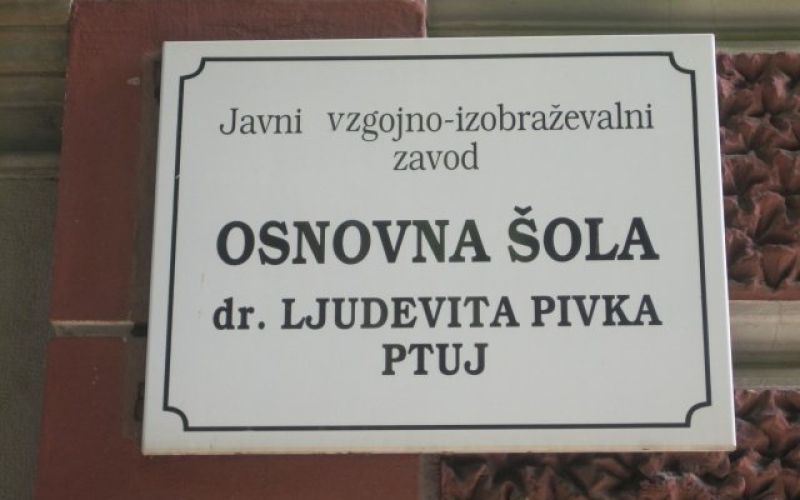 Javni vzgojno-izobraževalni
zavod
OSNOVNA ŠOLA
dr. LJUDEVITA PIVKA
PTUJ